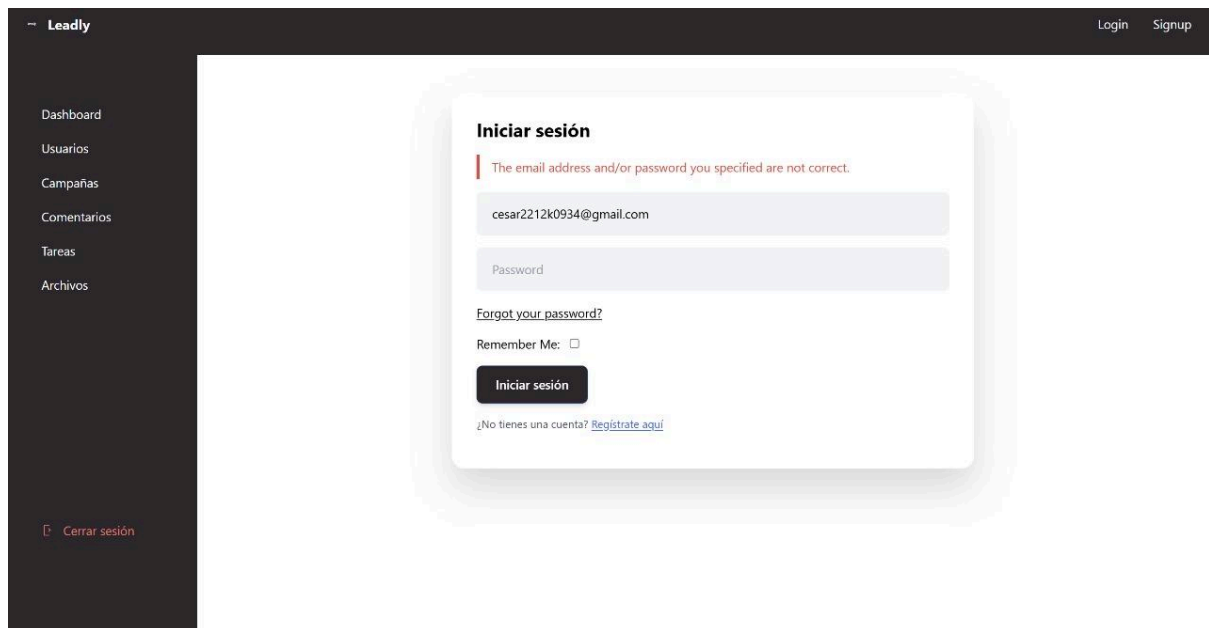 Leadly
Login Signup
Dashboard
Usuarios
Campañas
Comentarios
Tareas
Archivos
Cerrar sesión
Iniciar sesión
The email address and/or password you specified are not correct.
cesar2212k0934@gmail.com
Password
Forgot your password?
Remember Me:
Iniciar sesión
¿No tienes una cuenta? Regístrate aquí